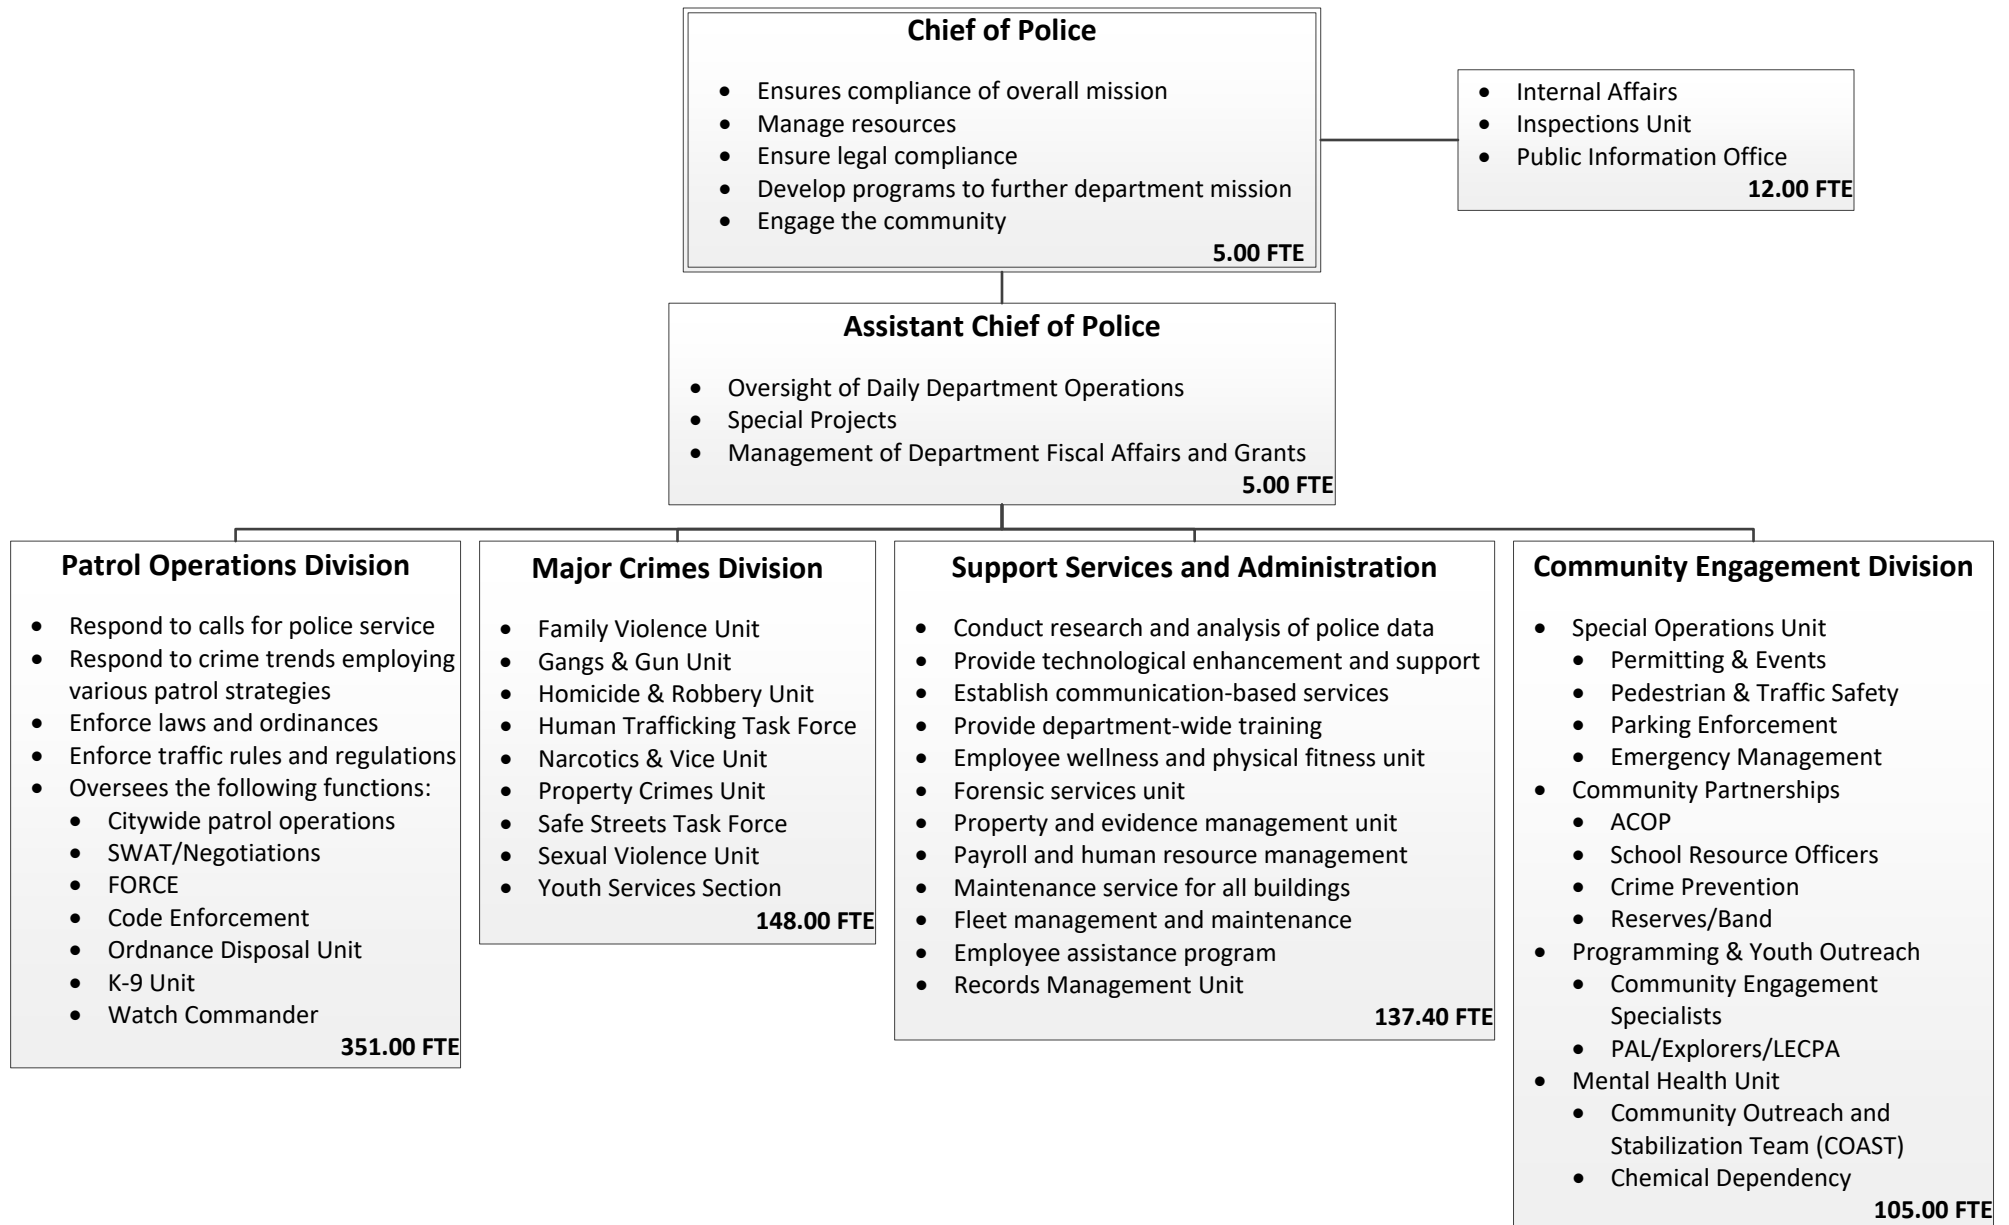 Chief of Police
• Ensures compliance of overall mission
• Manage resources
• Ensure legal compliance
• Develop programs to further department mission
• Engage the community
5.00 FTE
• Internal Affairs
• Inspections Unit
• Public Information Office
12.00 FTE
Assistant Chief of Police
• Oversight of Daily Department Operations
• Special Projects
• Management of Department Fiscal Affairs and Grants
5.00 FTE
Patrol Operations Division
• Respond to calls for police service
• Respond to crime trends employing
various patrol strategies
• Enforce laws and ordinances
• Enforce traffic rules and regulations
• Oversees the following functions:
• Citywide patrol operations
• SWAT/Negotiations
• FORCE
• Code Enforcement
• Ordnance Disposal Unit
• K-9 Unit
• Watch Commander
351.00 FTE
Major Crimes Division
• Family Violence Unit
• Gangs & Gun Unit
• Homicide & Robbery Unit
• Human Trafficking Task Force
• Narcotics & Vice Unit
• Property Crimes Unit
• Safe Streets Task Force
• Sexual Violence Unit
• Youth Services Section
148.00 FTE
Support Services and Administration
• Conduct research and analysis of police data
• Provide technological enhancement and support
• Establish communication-based services
• Provide department-wide training
• Employee wellness and physical fitness unit
• Forensic services unit
• Property and evidence management unit
• Payroll and human resource management
• Maintenance service for all buildings
• Fleet management and maintenance
• Employee assistance program
• Records Management Unit
137.40 FTE
Community Engagement Division
• Special Operations Unit
• Permitting & Events
• Pedestrian & Traffic Safety
• Parking Enforcement
• Emergency Management
• Community Partnerships
• ACOP
• School Resource Officers
• Crime Prevention
• Reserves/Band
• Programming & Youth Outreach
• Community Engagement
Specialists
• PAL/Explorers/LECPA
• Mental Health Unit
• Community Outreach and
Stabilization Team (COAST)
• Chemical Dependency
105.00 FTE